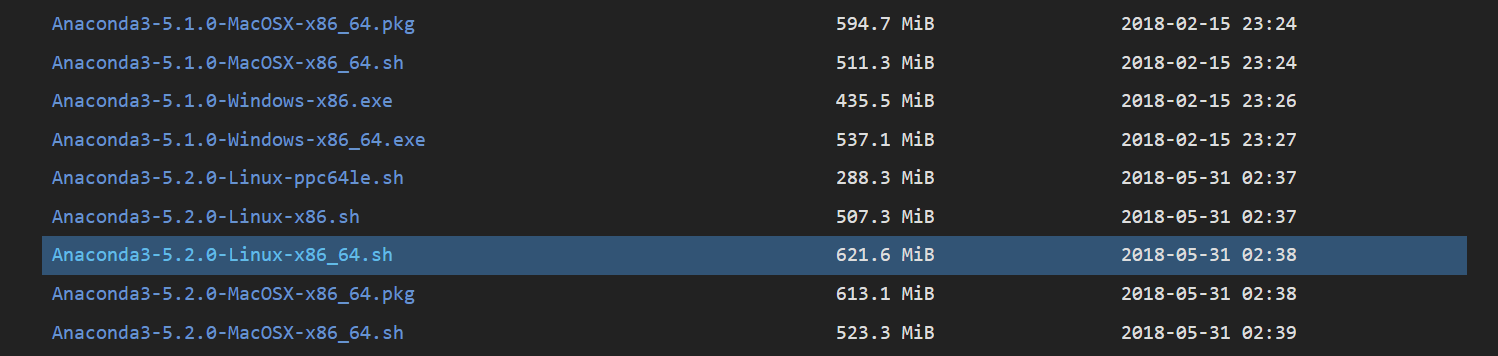 Anaconda3-5.1.0-MacOSX-x86_64.pkg 594.7 MiB 2018-02-15 23:24
Anaconda3-5.1.0-MacOSX-x86_64.sh 511.3 MiB 2018-02-15 23:24
Anaconda3-5.1.0-Windows-x86.exe 435.5 MiB 2018-02-15 23:26
Anaconda3-5.1.0-Windows-x86_64.exe 537.1 MiB 2018-02-15 23:27
Anaconda3-5.2.0-Linux-ppc64le.sh 288.3 MiB 2018-05-31 02:37
Anaconda3-5.2.0-Linux-x86.sh 507.3 MiB 2018-05-31 02:37
Anaconda3-5.2.0-Linux-x86_64.sh 621.6 MiB 2018-05-31 02:38
Anaconda3-5.2.0-MacOSX-x86_64.pkg 613.1 MiB 2018-05-31 02:38
Anaconda3-5.2.0-MacOSX-x86_64.sh 523.3 MiB 2018-05-31 02:39